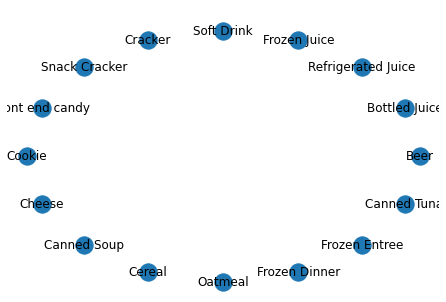 Soft Drink
Cracker
Frozen Juice
Snack Cracker
Refrigerated Juice
ont end candy
Bottled Juice
Cookie
Beer
Cheese
Canned Tuna
Canned Soup
Frozen Entree
Cereal
Frozen Dinner
Oatmeal